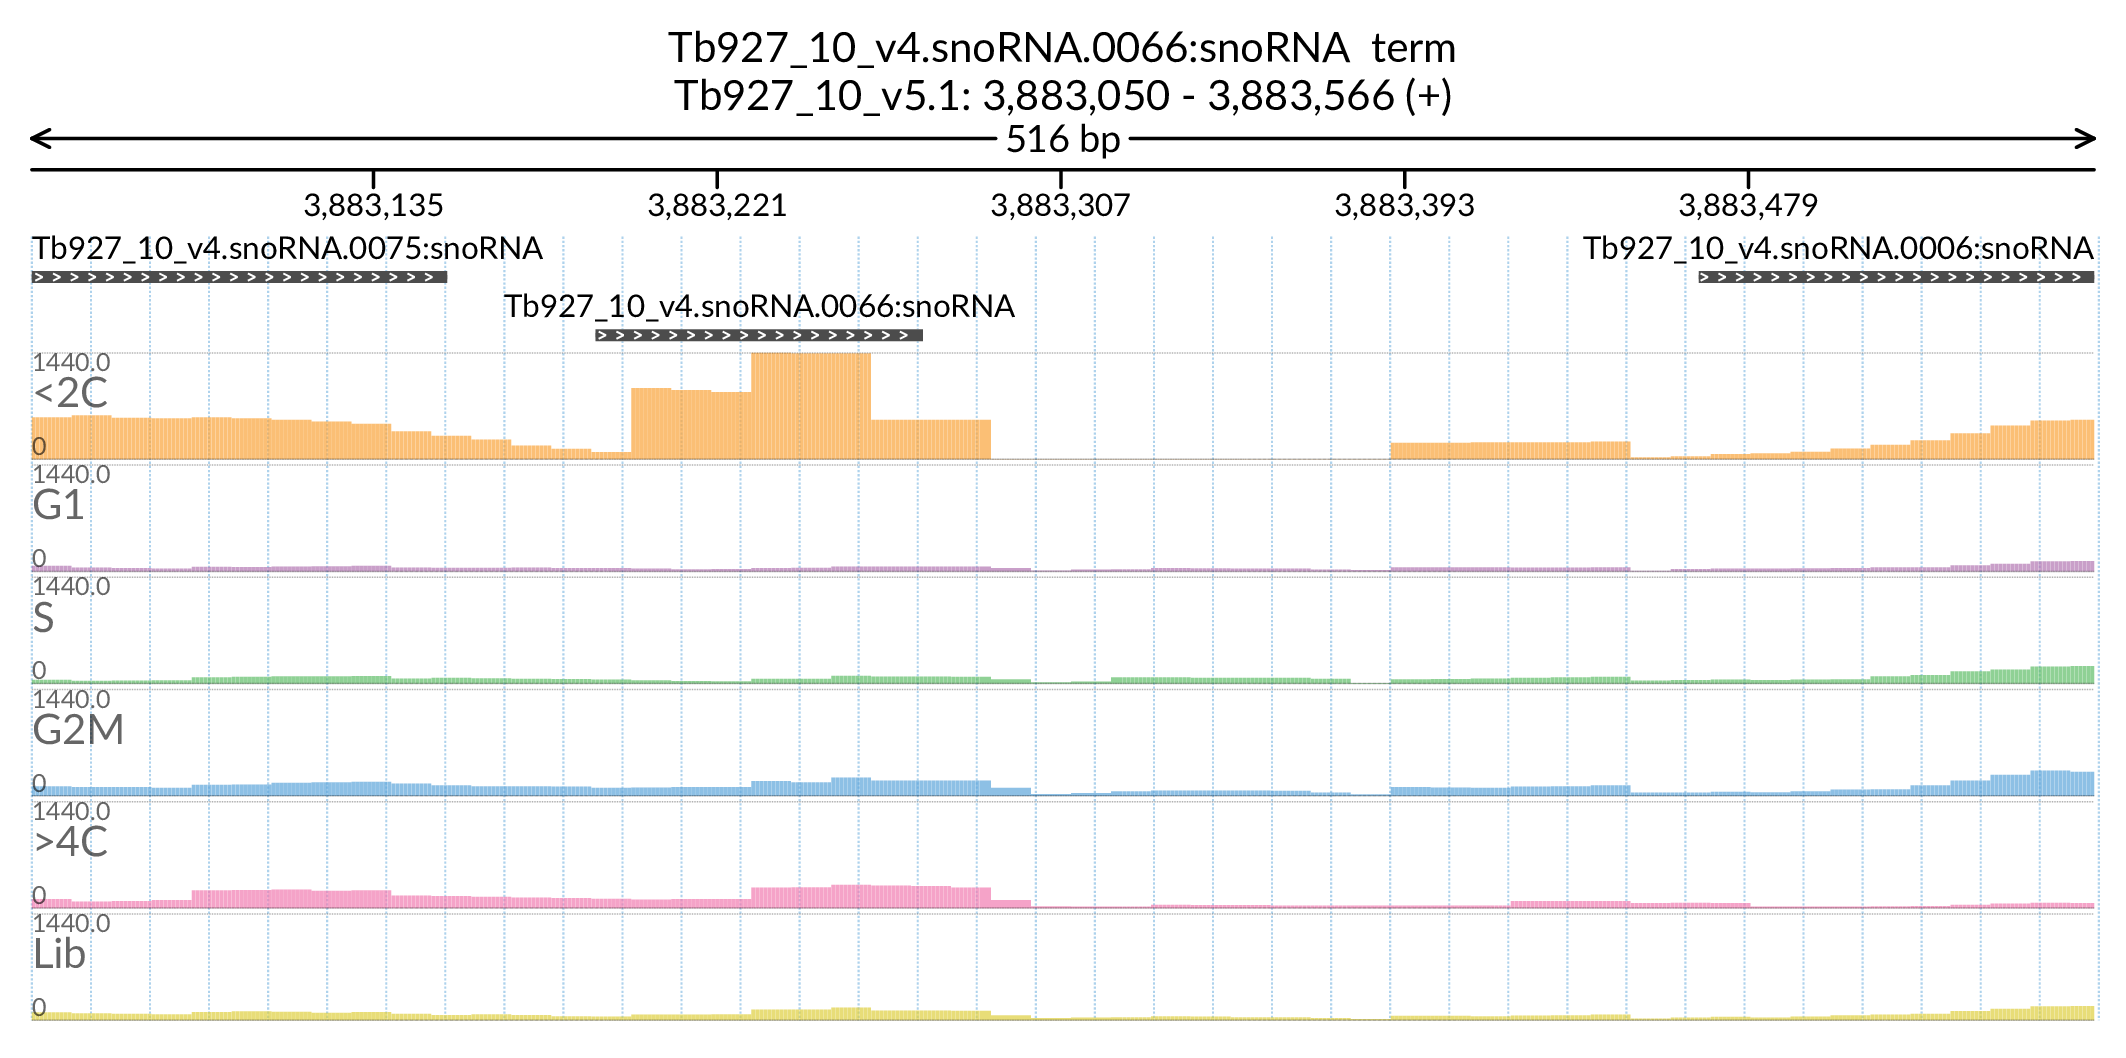 Tb927_10_v4.snoRNA.0066:snoRNA term
Tb927_10_v5.1: 3,883,050 - 3,883,566 (+)
516 bp
3,883,135 3,883,221 3,883,307 3,883,393 3,883,479
Tb927_10_v4.snoRNA.0075:snoRNA Tb927_10_v4.snoRNA.0006:snoRNA
Tb927_10_v4.snoRNA.0066:snoRNA
1440.0
<2C
0
1440.0
G1
0
1440.0
S
0
1440.0
G2M
0
1440.0
>4C
0
1440.0
Lib
0